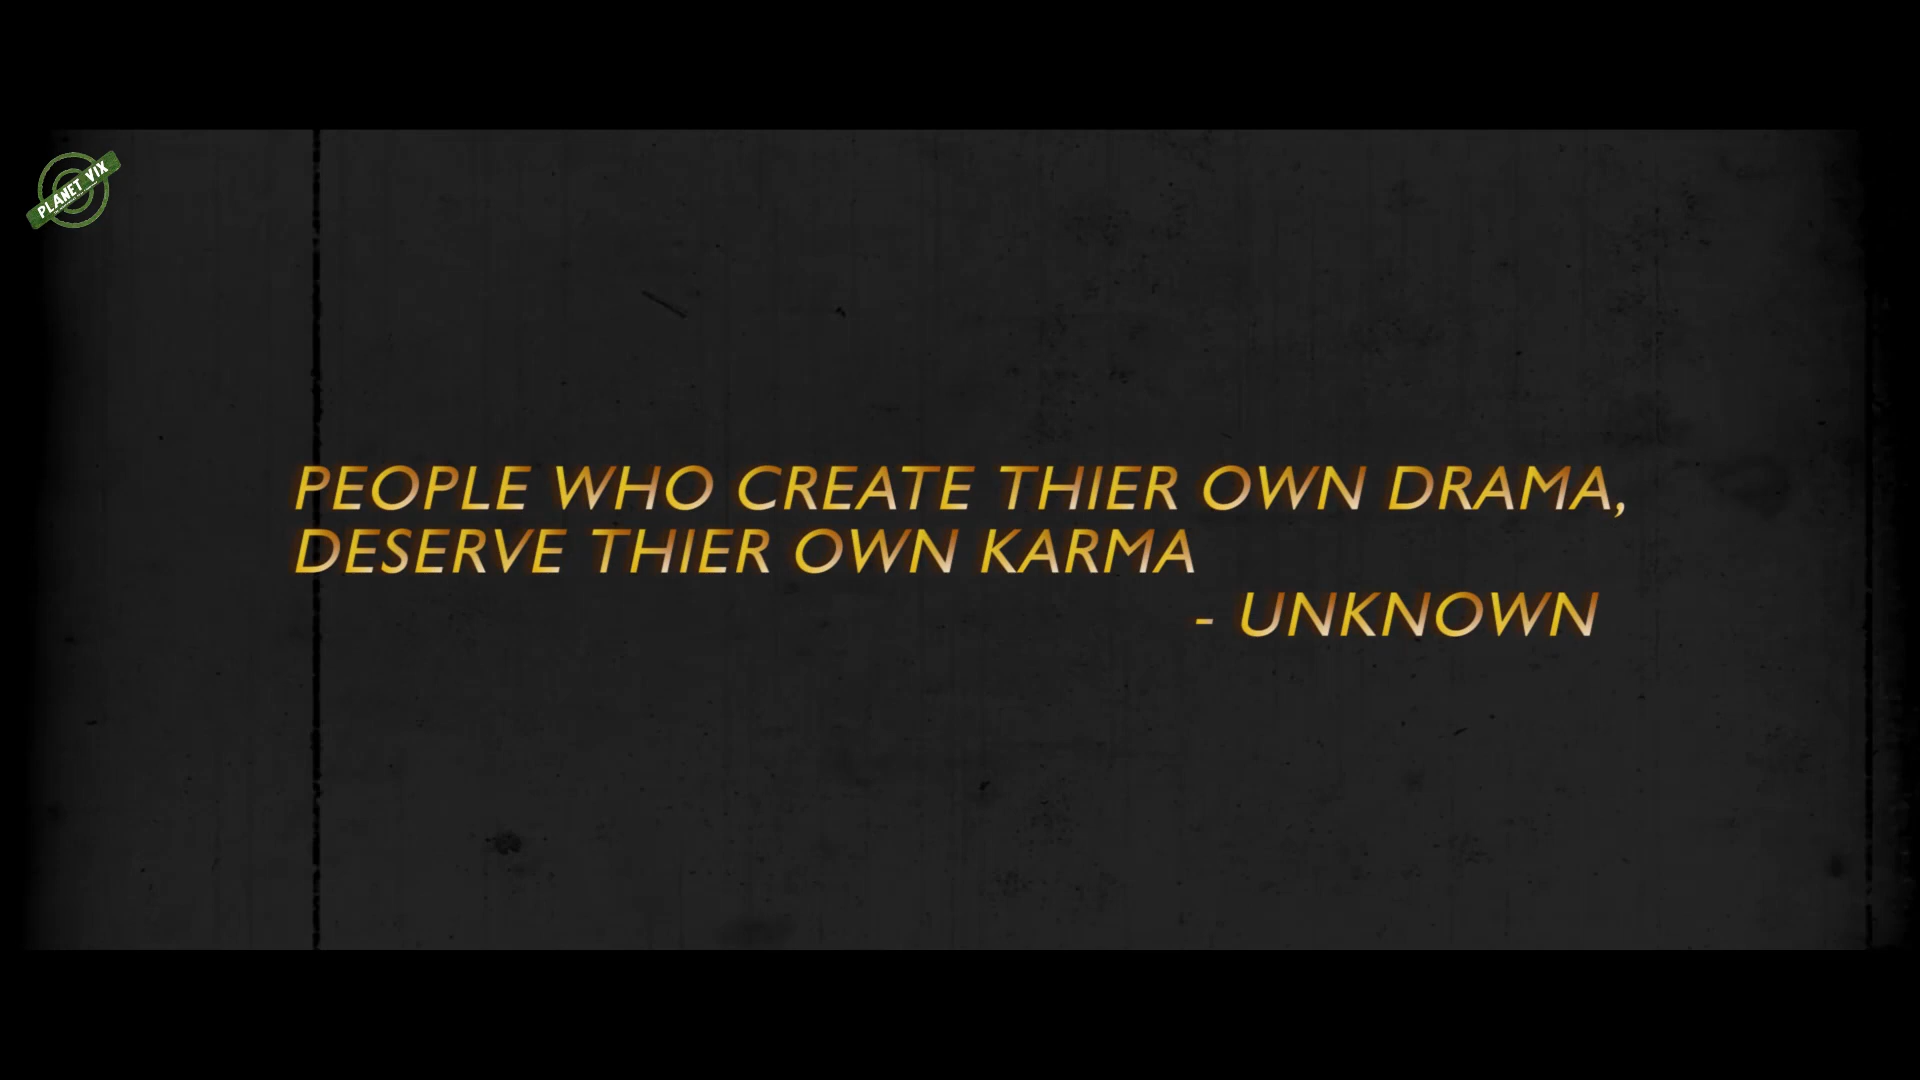 PLANET VIX
PEOPLE WHO CREATE THIER OWN DRAMA,
DESERVE THIER OWN KARMA
- UNKNOWN